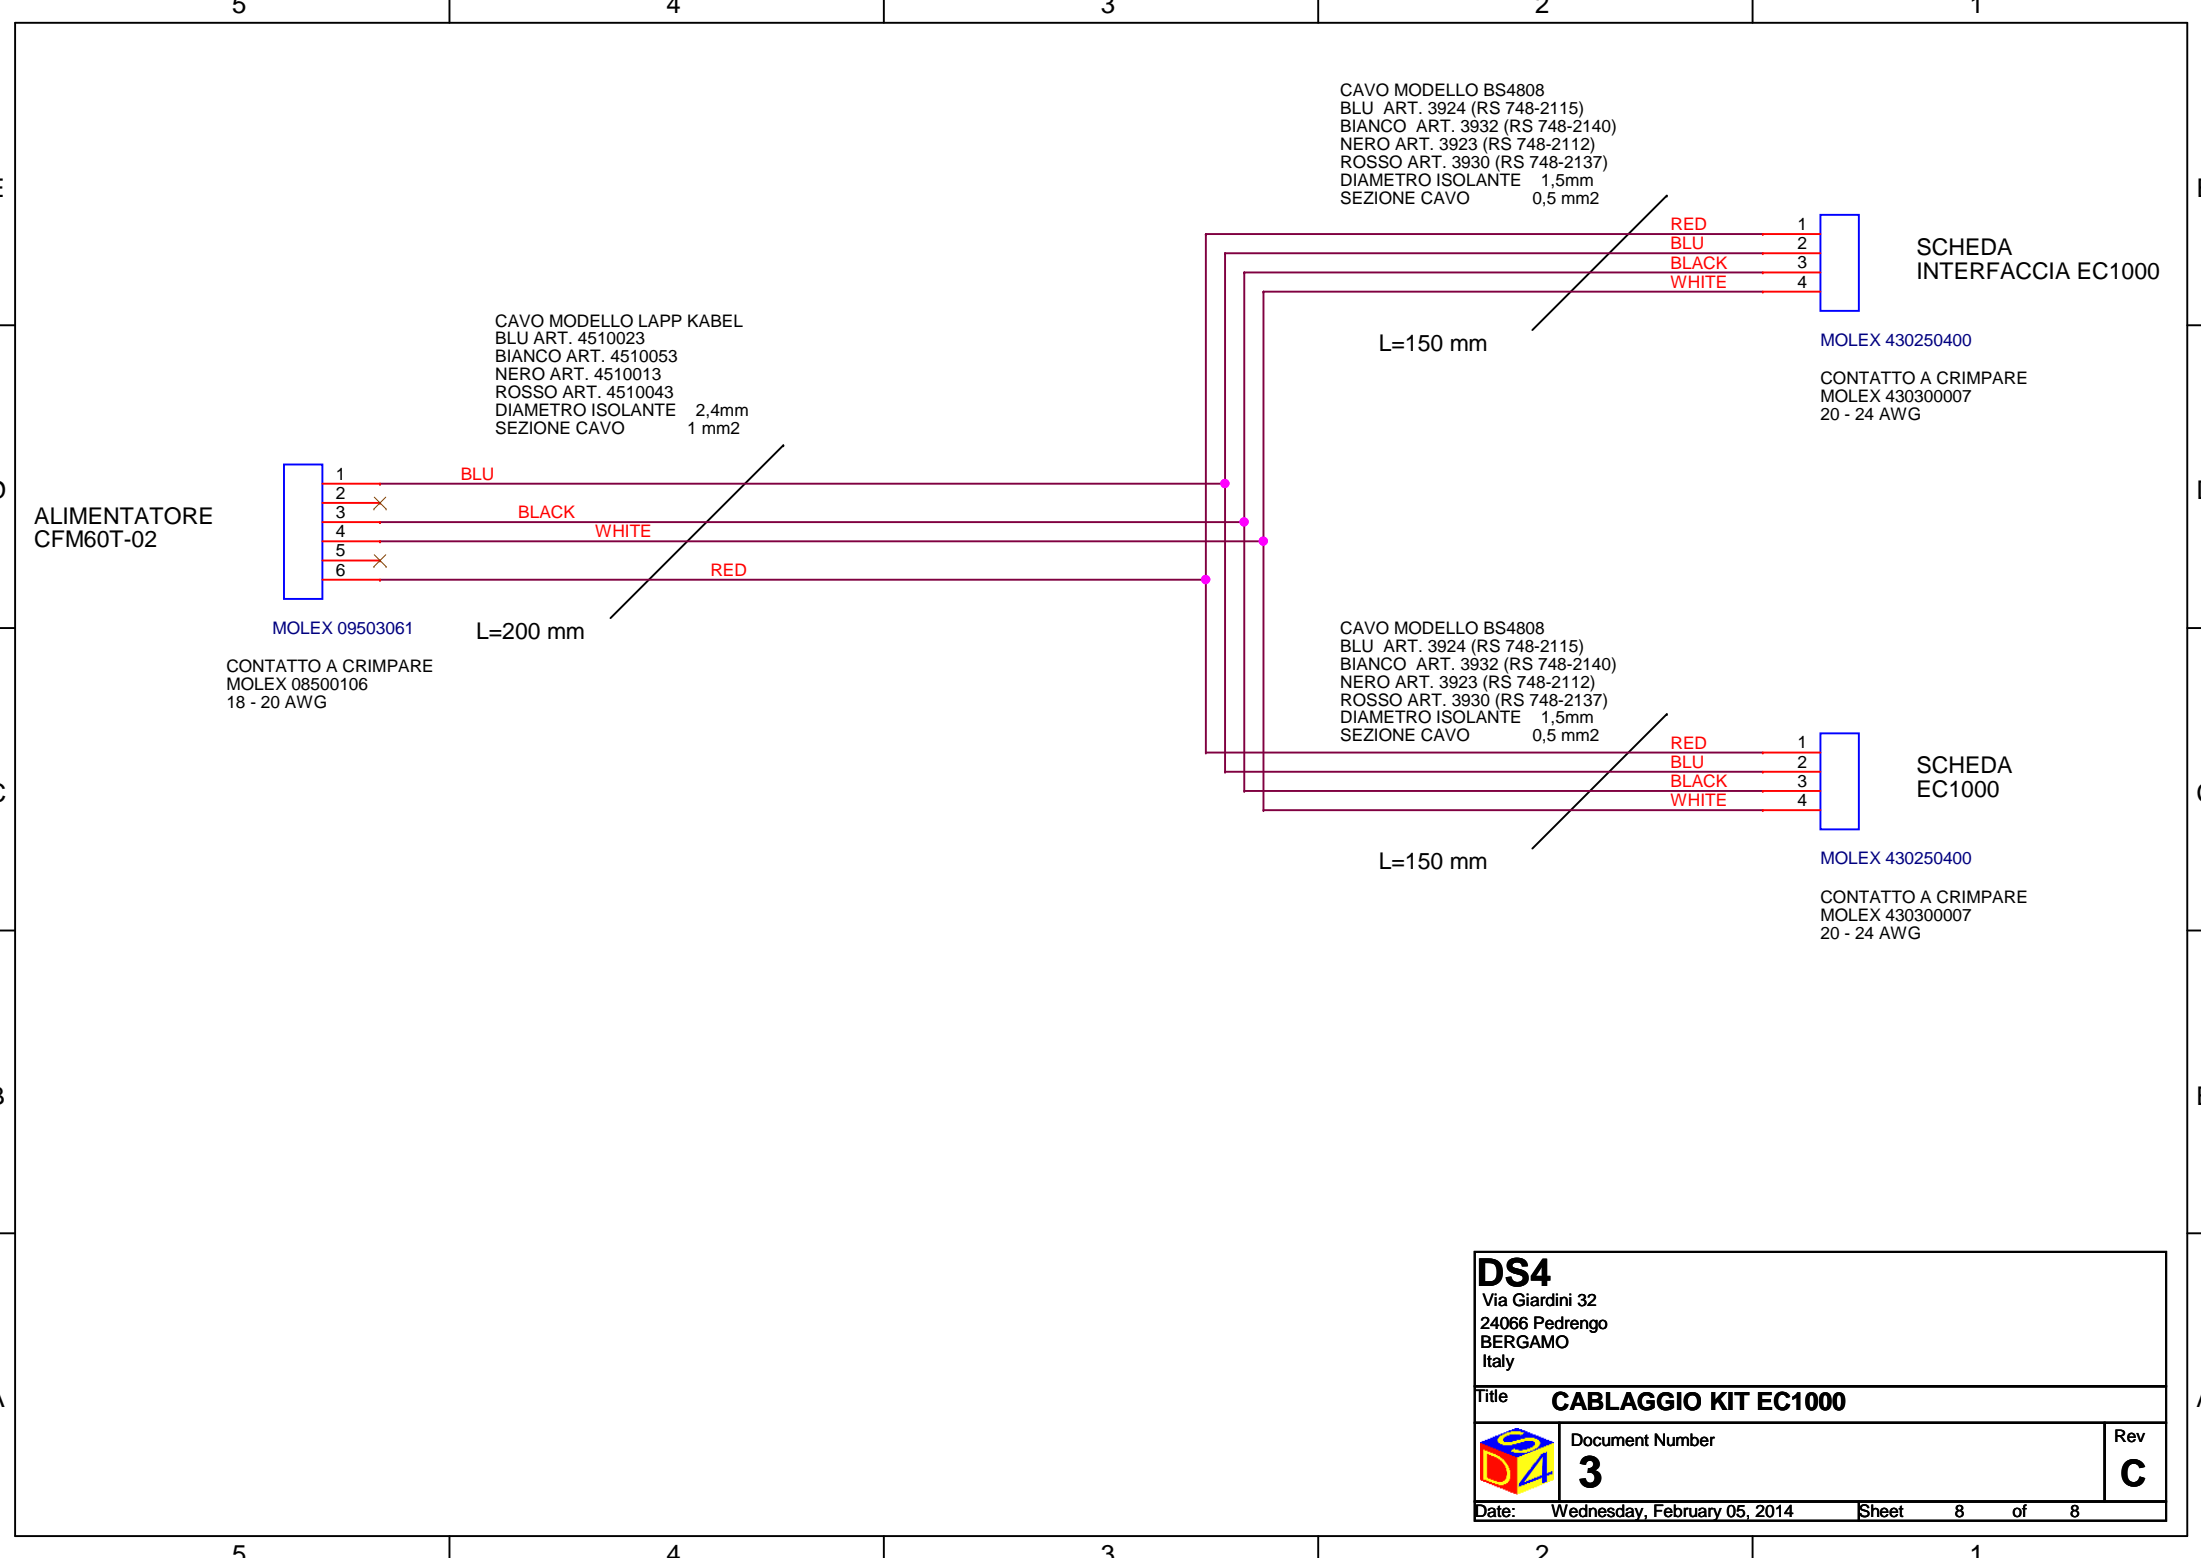 5 4 3 2 1
CAVO MODELLO BS4808
BLU ART. 3924 (RS 748-2115)
BIANCO ART. 3932 (RS 748-2140)
NERO ART. 3923 (RS 748-2112)
ROSSO ART. 3930 (RS 748-2137)
DIAMETRO ISOLANTE 1,5mm
SEZIONE CAVO 0,5 mm2
RED 1
BLU 2
BLACK 3
WHITE 4
SCHEDA
INTERFACCIA EC1000
L=150 mm
MOLEX 430250400
CONTATTO A CRIMPARE
MOLEX 430300007
20 - 24 AWG
CAVO MODELLO LAPP KABEL
BLU ART. 4510023
BIANCO ART. 4510053
NERO ART. 4510013
ROSSO ART. 4510043
DIAMETRO ISOLANTE 2,4mm
SEZIONE CAVO 1 mm2
ALIMENTATORE
CFM60T-02
1 BLU
2
3 BLACK
4 WHITE
5
6 RED
MOLEX 09503061
L=200 mm
CONTATTO A CRIMPARE
MOLEX 08500106
18 - 20 AWG
CAVO MODELLO BS4808
BLU ART. 3924 (RS 748-2115)
BIANCO ART. 3932 (RS 748-2140)
NERO ART. 3923 (RS 748-2112)
ROSSO ART. 3930 (RS 748-2137)
DIAMETRO ISOLANTE 1,5mm
SEZIONE CAVO 0,5 mm2
RED 1
BLU 2
BLACK 3
WHITE 4
SCHEDA
EC1000
L=150 mm
MOLEX 430250400
CONTATTO A CRIMPARE
MOLEX 430300007
20 - 24 AWG
DS4
Via Giardini 32
24066 Pedrengo
BERGAMO
Italy
Title CABLAGGIO KIT EC1000
DS4
Document Number
3
Rev
C
Date: Wednesday, February 05, 2014 Sheet 8 of 8
5 4 3 2 1